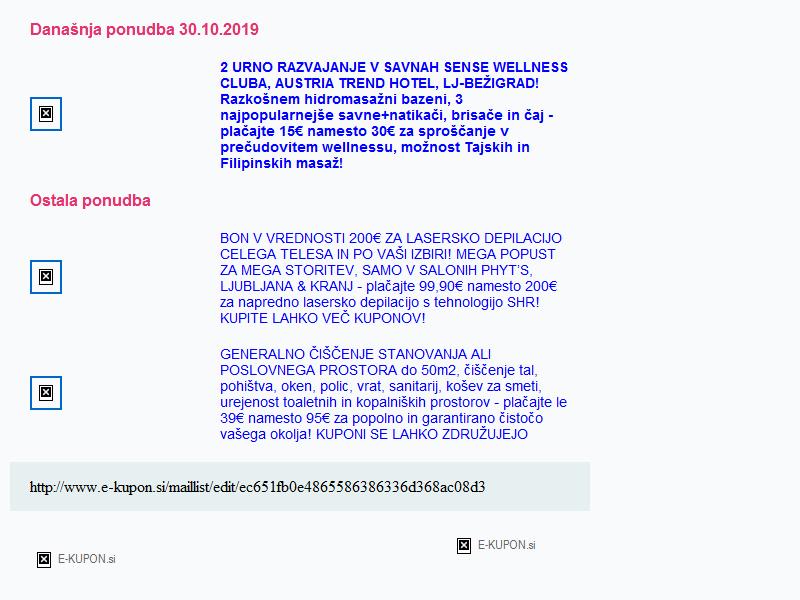 Današnja ponudba 30.10.2019
2 URNO RAZVAJANJE V SAVNAH SENSE WELLNESS
CLUBA, AUSTRIA TREND HOTEL, LJ-BEŽIGRAD!
Razkošnem hidromasažni bazeni, 3
najpopularnejše savne+natikači, brisače in čaj -
plačajte 15€ namesto 30€ za sproščanje v
prečudovitem wellnessu, možnost Tajskih in
Filipinskih masaž!
Ostala ponudba
BON V VREDNOSTI 200€ ZA LASERSKO DEPILACIJO
CELEGA TELESA IN PO VAŠI IZBIRI! MEGA POPUST
ZA MEGA STORITEV, SAMO V SALONIH PHYT'S,
LJUBLJANA & KRANJ - plačajte 99,90€ namesto 200€
za napredno lasersko depilacijo s tehnologijo SHR!
KUPITE LAHKO VEČ KUPONOV!
GENERALNO ČIŠČENJE STANOVANJA ALI
POSLOVNEGA PROSTORA do 50m2, čiščenje tal,
pohištva, oken, polic, vrat, sanitarij, košev za smeti,
urejenost toaletnih in kopalniških prostorov - plačajte le
39€ namesto 95€ za popolno in garantirano čistočo
vašega okolja! KUPONI SE LAHKO ZDRUŽUJEJO
http://www.e-kupon.si/maillist/edit/ec651fb0e4865586386336d368ac08d3
E-KUPON.si
E-KUPON.si